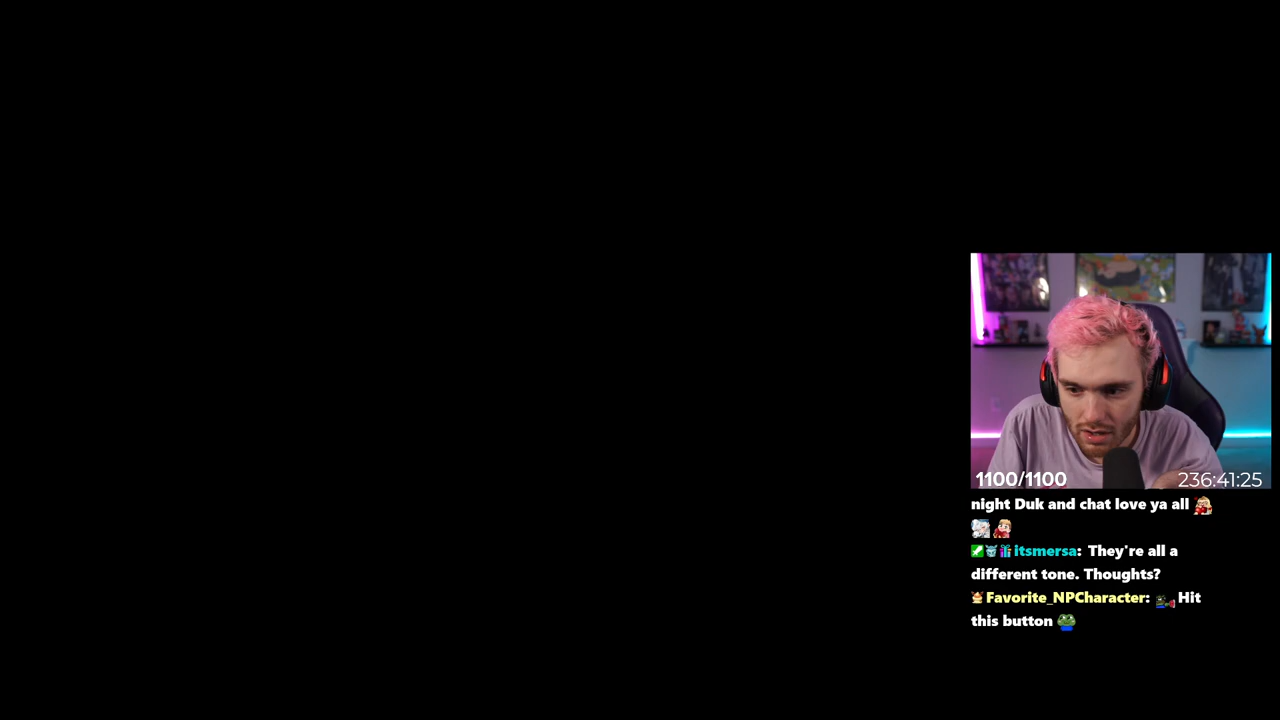 1100/1100 236:41:25
night Duk and chat love ya all
itsmersa: They're all a
different tone. Thoughts?
Favorite_NPCharacter: Hit
this button